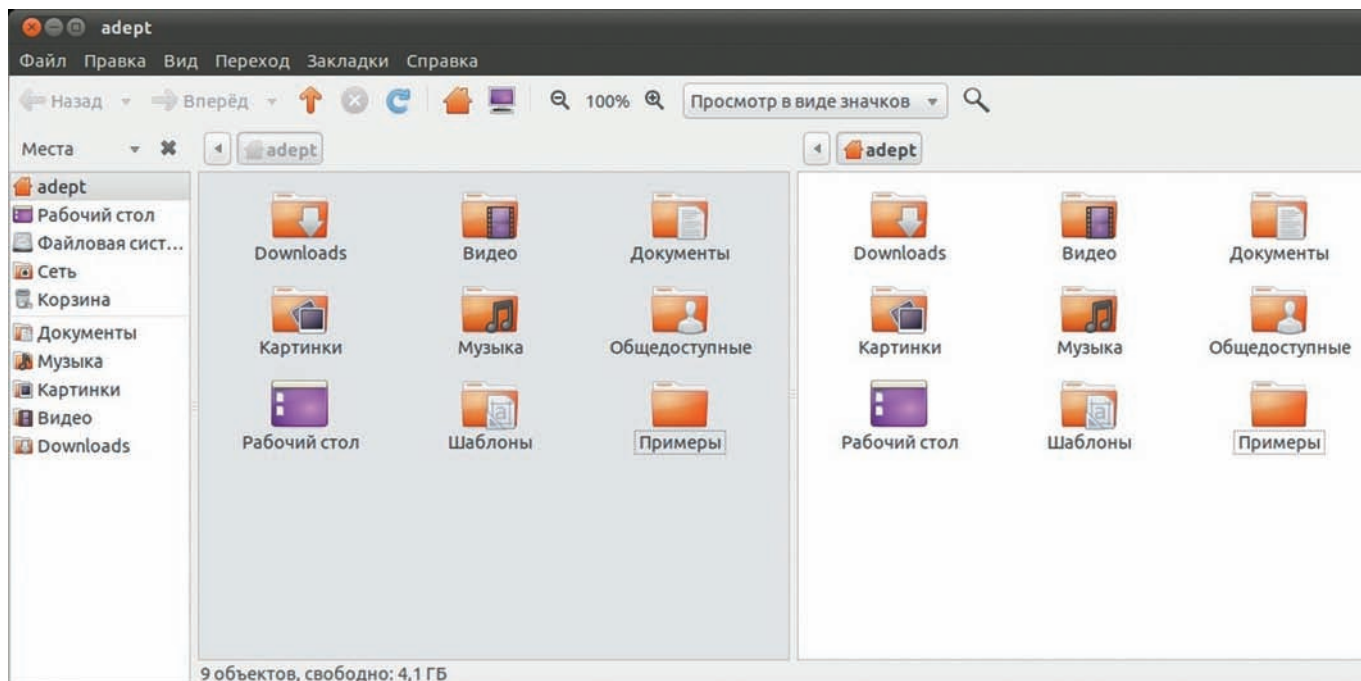 adept
Файл Правка Вид Переход Закладки Справка
Назад Вперёд 100% Просмотр в виде значков
Места adept adept
adept
Рабочий стол
Файловая сист...
Сеть
Корзина
Документы
Музыка
Картинки
Видео
Downloads
Downloads Видео Документы
Картинки Музыка Общедоступные
Рабочий стол Шаблоны Примеры
Downloads Видео Документы
Картинки Музыка Общедоступные
Рабочий стол Шаблоны Примеры
9 объектов, свободно: 4,1 ГБ